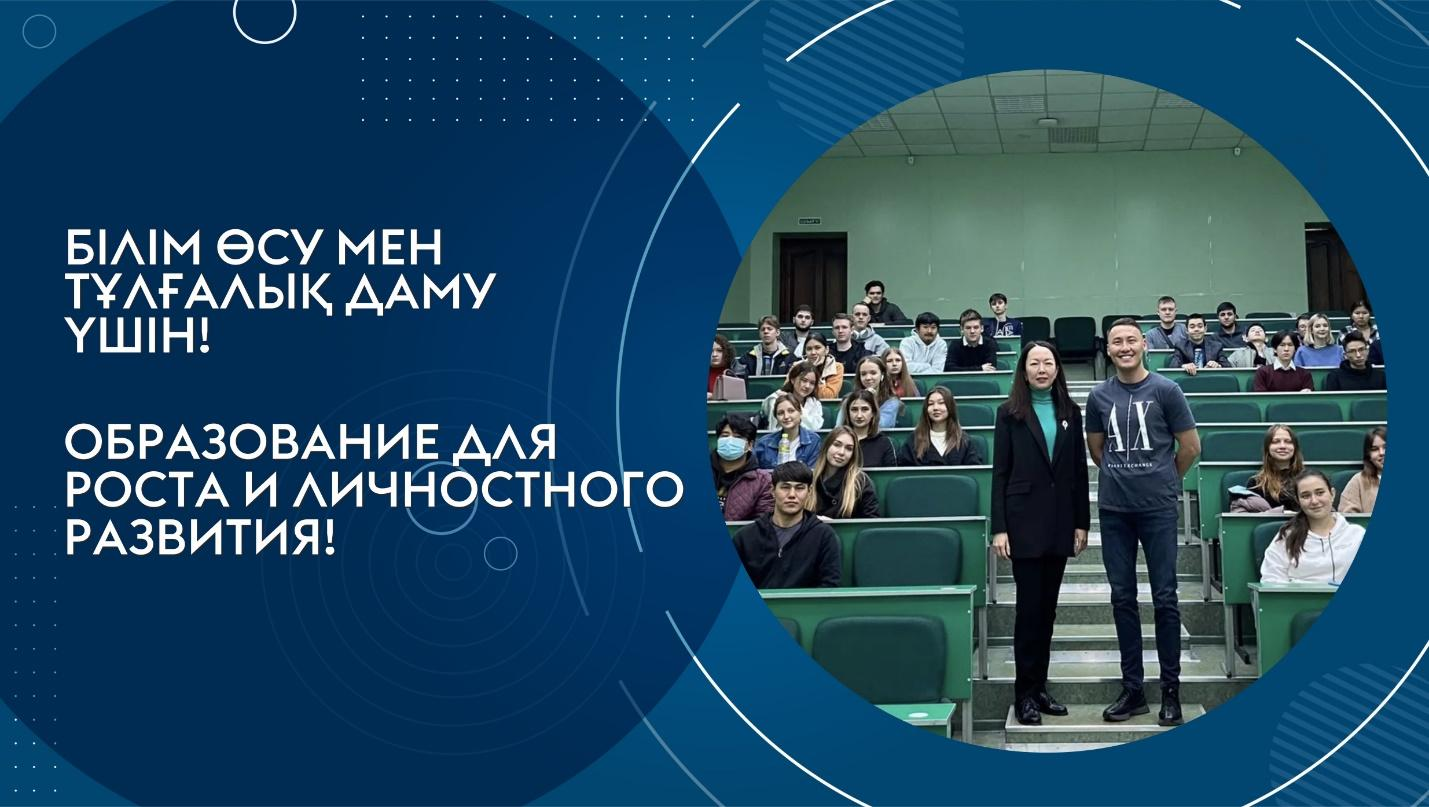 БІЛІМ ӨСУ МЕН
ТҰЛҒАЛЫҚ ДАМУ
ҮШІН!
ОБРАЗОВАНИЕ ДЛЯ
РОСТА И ЛИЧНОСТНОГО
РАЗВИТИЯ!
A|X